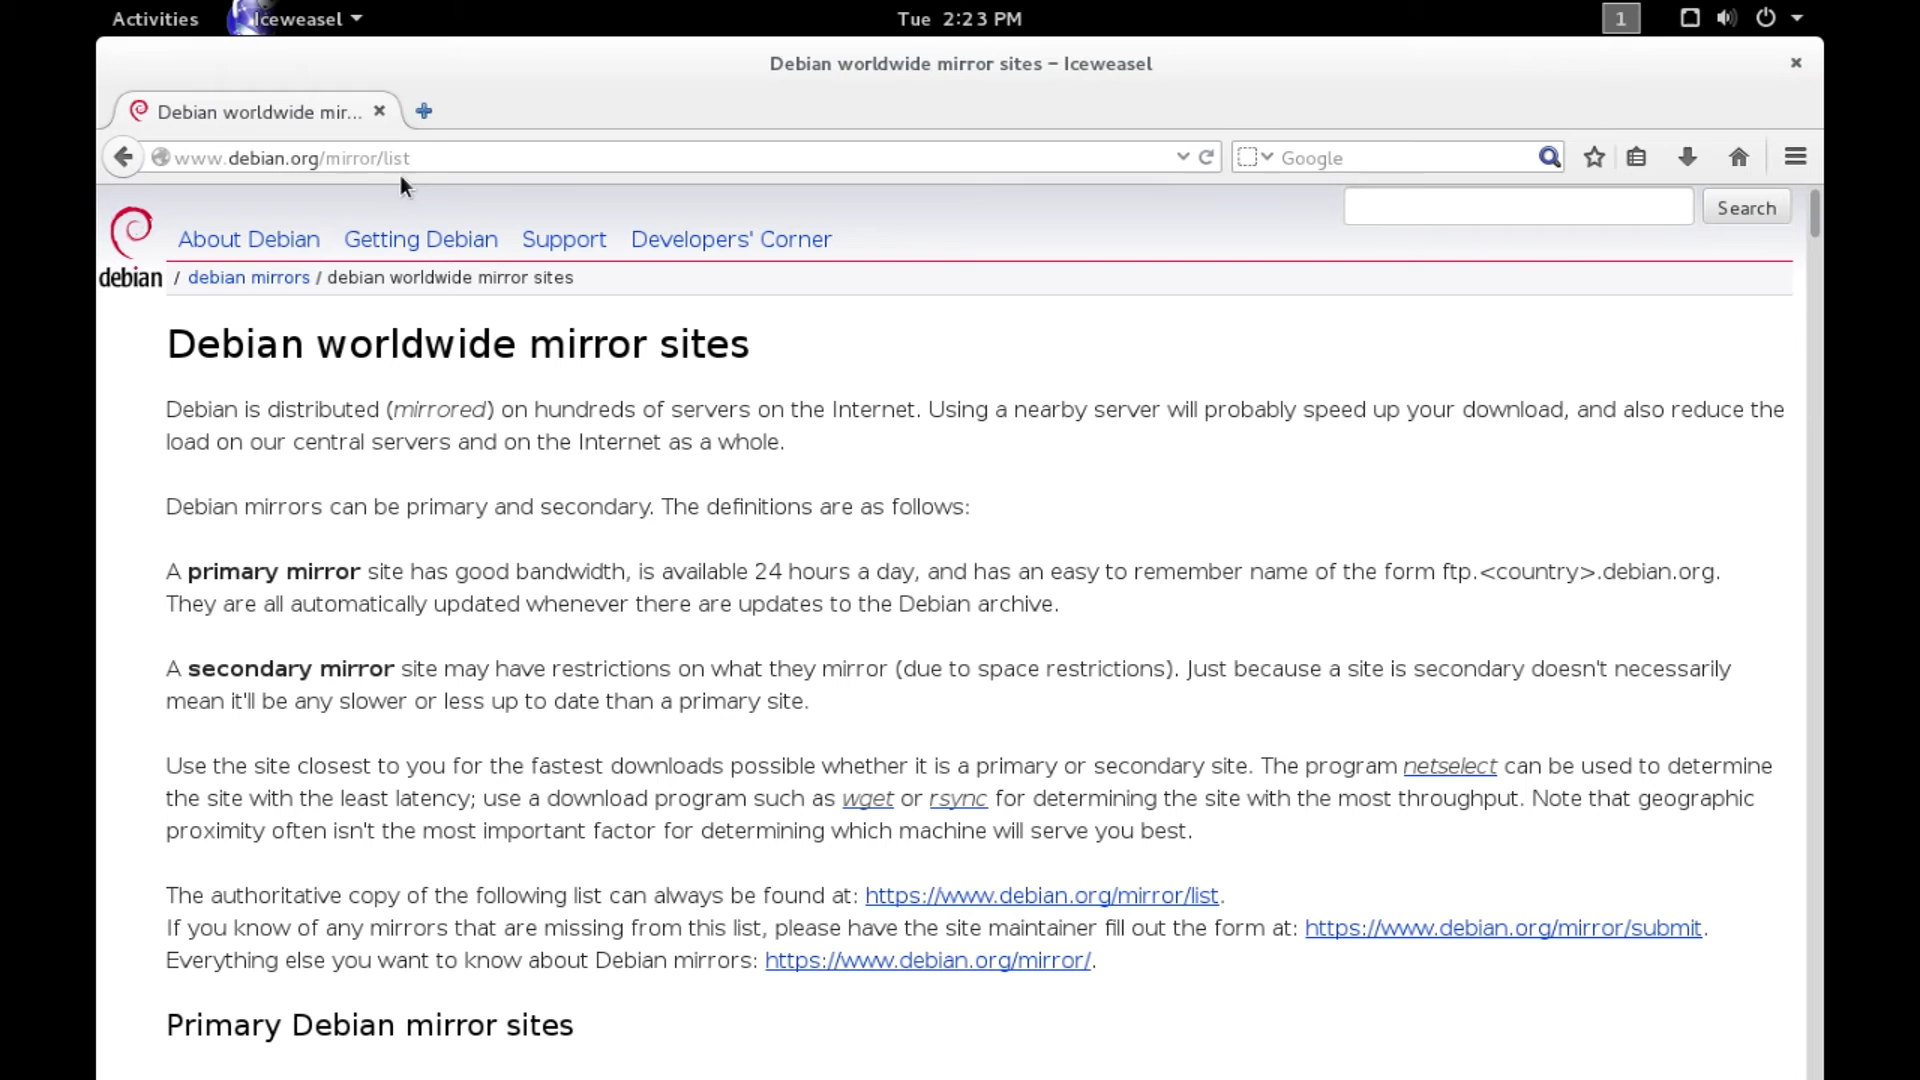 Activities Iceweasel Tue 2:23 PM 1
Debian worldwide mirror sites – Iceweasel
Debian worldwide mir...
www.debian.org/mirror/list Google
Search
About Debian Getting Debian Support Developers' Corner
debian / debian mirrors / debian worldwide mirror sites
Debian worldwide mirror sites
Debian is distributed (mirrored) on hundreds of servers on the Internet. Using a nearby server will probably speed up your download, and also reduce the
load on our central servers and on the Internet as a whole.
Debian mirrors can be primary and secondary. The definitions are as follows:
A primary mirror site has good bandwidth, is available 24 hours a day, and has an easy to remember name of the form ftp.<country>.debian.org.
They are all automatically updated whenever there are updates to the Debian archive.
A secondary mirror site may have restrictions on what they mirror (due to space restrictions). Just because a site is secondary doesn't necessarily
mean it'll be any slower or less up to date than a primary site.
Use the site closest to you for the fastest downloads possible whether it is a primary or secondary site. The program netselect can be used to determine
the site with the least latency; use a download program such as wget or rsync for determining the site with the most throughput. Note that geographic
proximity often isn't the most important factor for determining which machine will serve you best.
The authoritative copy of the following list can always be found at: https://www.debian.org/mirror/list.
If you know of any mirrors that are missing from this list, please have the site maintainer fill out the form at: https://www.debian.org/mirror/submit.
Everything else you want to know about Debian mirrors: https://www.debian.org/mirror/.
Primary Debian mirror sites